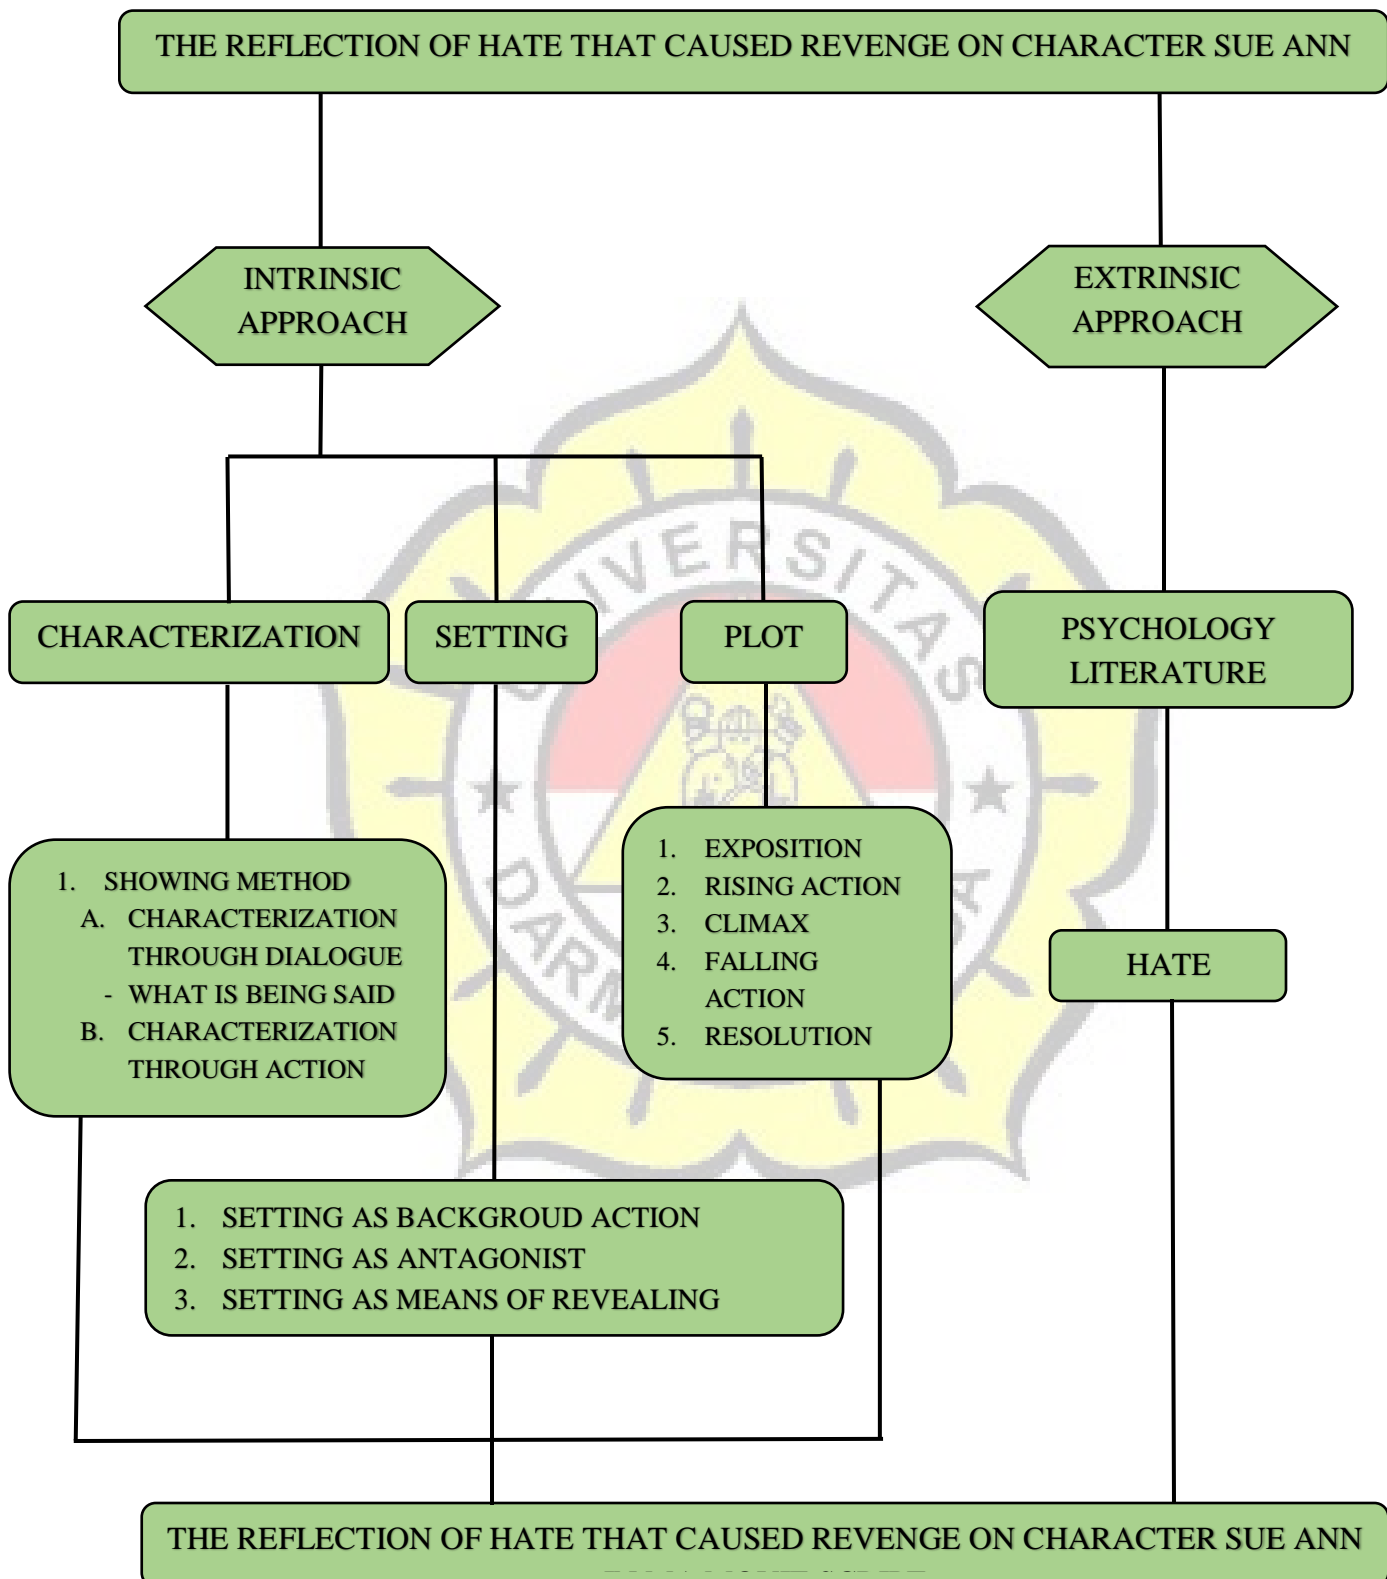 THE REFLECTION OF HATE THAT CAUSED REVENGE ON CHARACTER SUE ANN
INTRINSIC
APPROACH
EXTRINSIC
APPROACH
UNIVERSITAS
CHARACTERIZATION
SETTING
PLOT
PSYCHOLOGY
LITERATURE
1. SHOWING METHOD
A. CHARACTERIZATION
THROUGH DIALOGUE
- WHAT IS BEING SAID
B. CHARACTERIZATION
THROUGH ACTION
1. EXPOSITION
2. RISING ACTION
3. CLIMAX
4. FALLING
ACTION
5. RESOLUTION
HATE
1. SETTING AS BACKGROUD ACTION
2. SETTING AS ANTAGONIST
3. SETTING AS MEANS OF REVEALING
THE REFLECTION OF HATE THAT CAUSED REVENGE ON CHARACTER SUE ANN